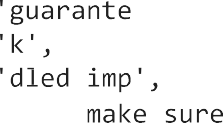 'guarante
'k',
'dled imp',
make sure